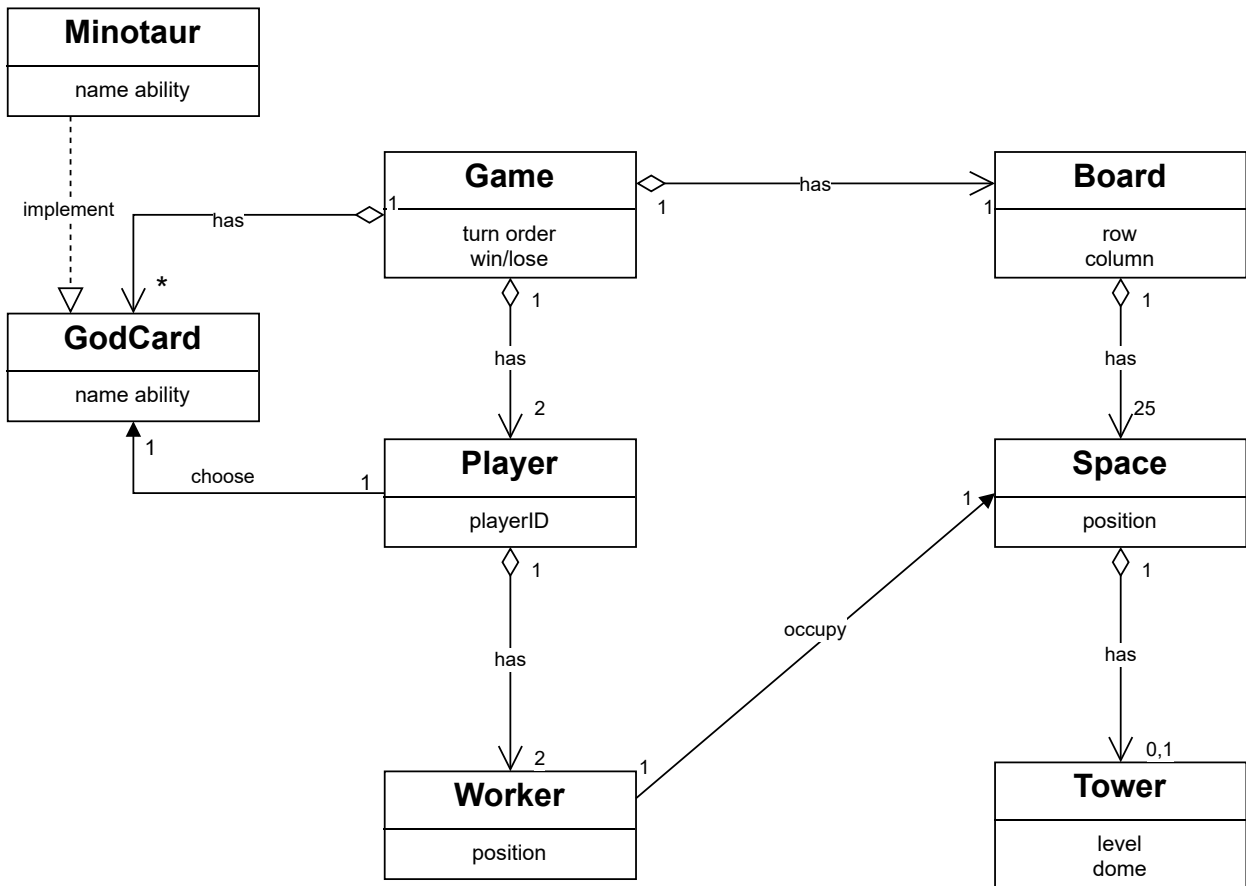 Minotaur
name ability
implement
Game
turn order
win/lose
1
has
*
1
has
1
Board
row
column
GodCard
name ability
1
has
2
1
has
25
1
choose
1
Player
playerID
Space
position
1
1
has
2
occupy
1
1
has
0,1
Worker
position
Tower
level
dome